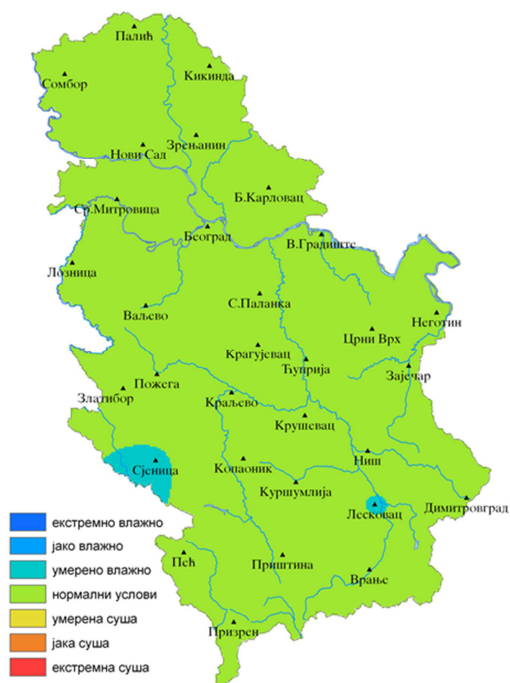 Палић
Кикинда
Сомбор
Зрењанин
Нови Сад
Б.Карловац
Ср.Митровица
Београд
В.Градиште
Лозница
С.Паланка
Ваљево
Неготин
Црни Врх
Крагујевац
Ћуприја
Зајечар
Пожега
Златибор
Краљево
Крушевац
Ниш
Сјеница
Копаоник
Куршумлија
Димитровград
Лесковац
Пећ
Приштина
Врање
Призрен
екстремно влажно
јако влажно
умерено влажно
нормални услови
умерена суша
јака суша
екстремна суша